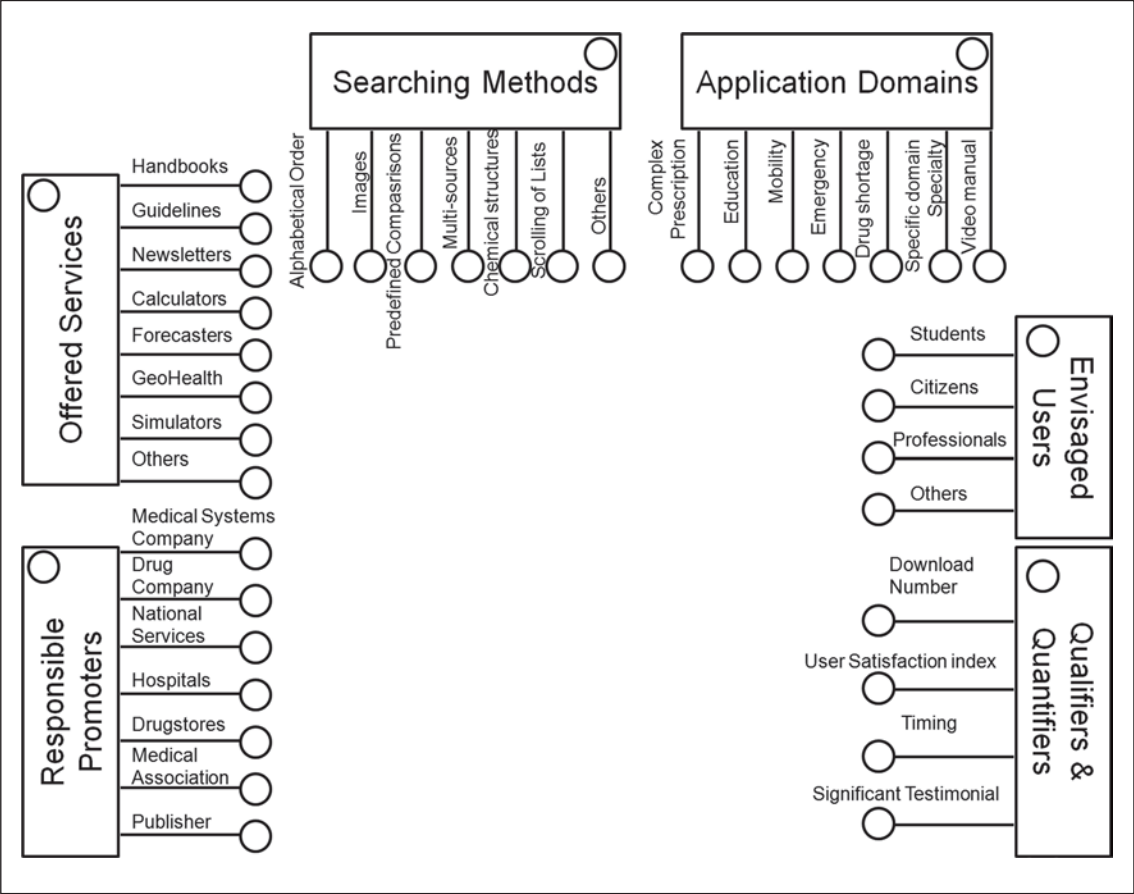 Searching Methods
Alphabetical Order
Images
Predefined Compasrisons
Multi-sources
Chemical structures
Scrolling of Lists
Others
Application Domains
Complex
Prescription
Education
Mobility
Emergency
Drug shortage
Specific domain
Specialty
Video manual
Offered Services
Handbooks
Guidelines
Newsletters
Calculators
Forecasters
GeoHealth
Simulators
Others
Envisaged
Users
Students
Citizens
Professionals
Others
Responsible
Promoters
Medical Systems
Company
Drug
Company
National
Services
Hospitals
Drugstores
Medical
Association
Publisher
Qualifiers &
Quantifiers
Download
Number
User Satisfaction index
Timing
Significant Testimonial